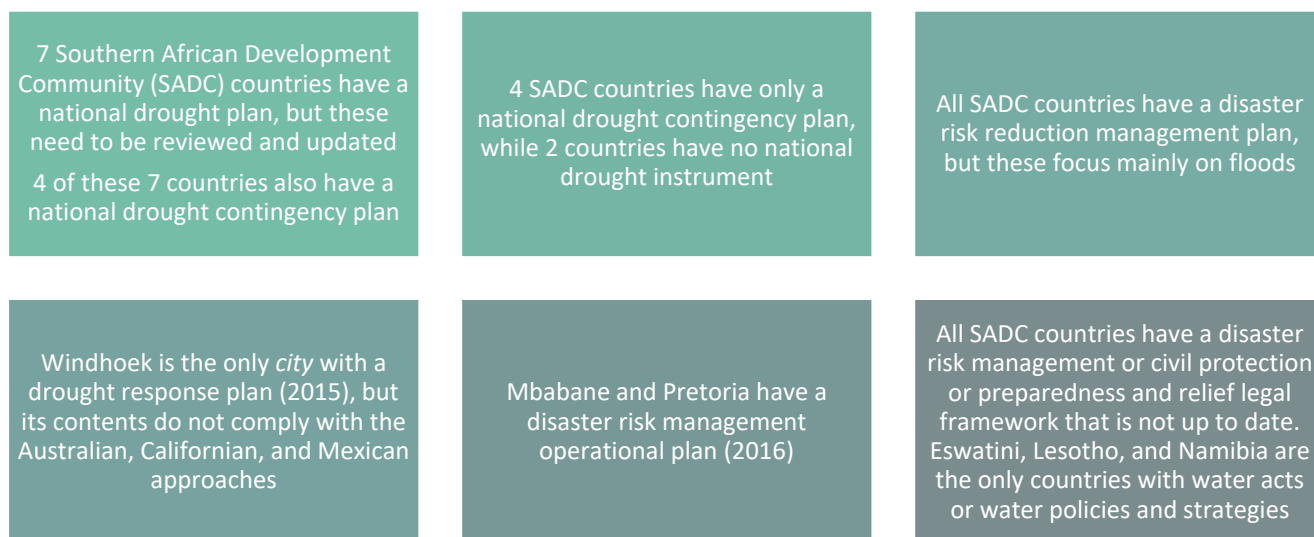 7 Southern African Development
Community (SADC) countries have a
national drought plan, but these
need to be reviewed and updated
4 of these 7 countries also have a
national drought contingency plan
4 SADC countries have only a
national drought contingency plan,
while 2 countries have no national
drought instrument
All SADC countries have a disaster
risk reduction management plan,
but these focus mainly on floods
Windhoek is the only city with a
drought response plan (2015), but
its contents do not comply with the
Australian, Californian, and Mexican
approaches
Mbabane and Pretoria have a
disaster risk management
operational plan (2016)
All SADC countries have a disaster
risk management or civil protection
or preparedness and relief legal
framework that is not up to date.
Eswatini, Lesotho, and Namibia are
the only countries with water acts
or water policies and strategies